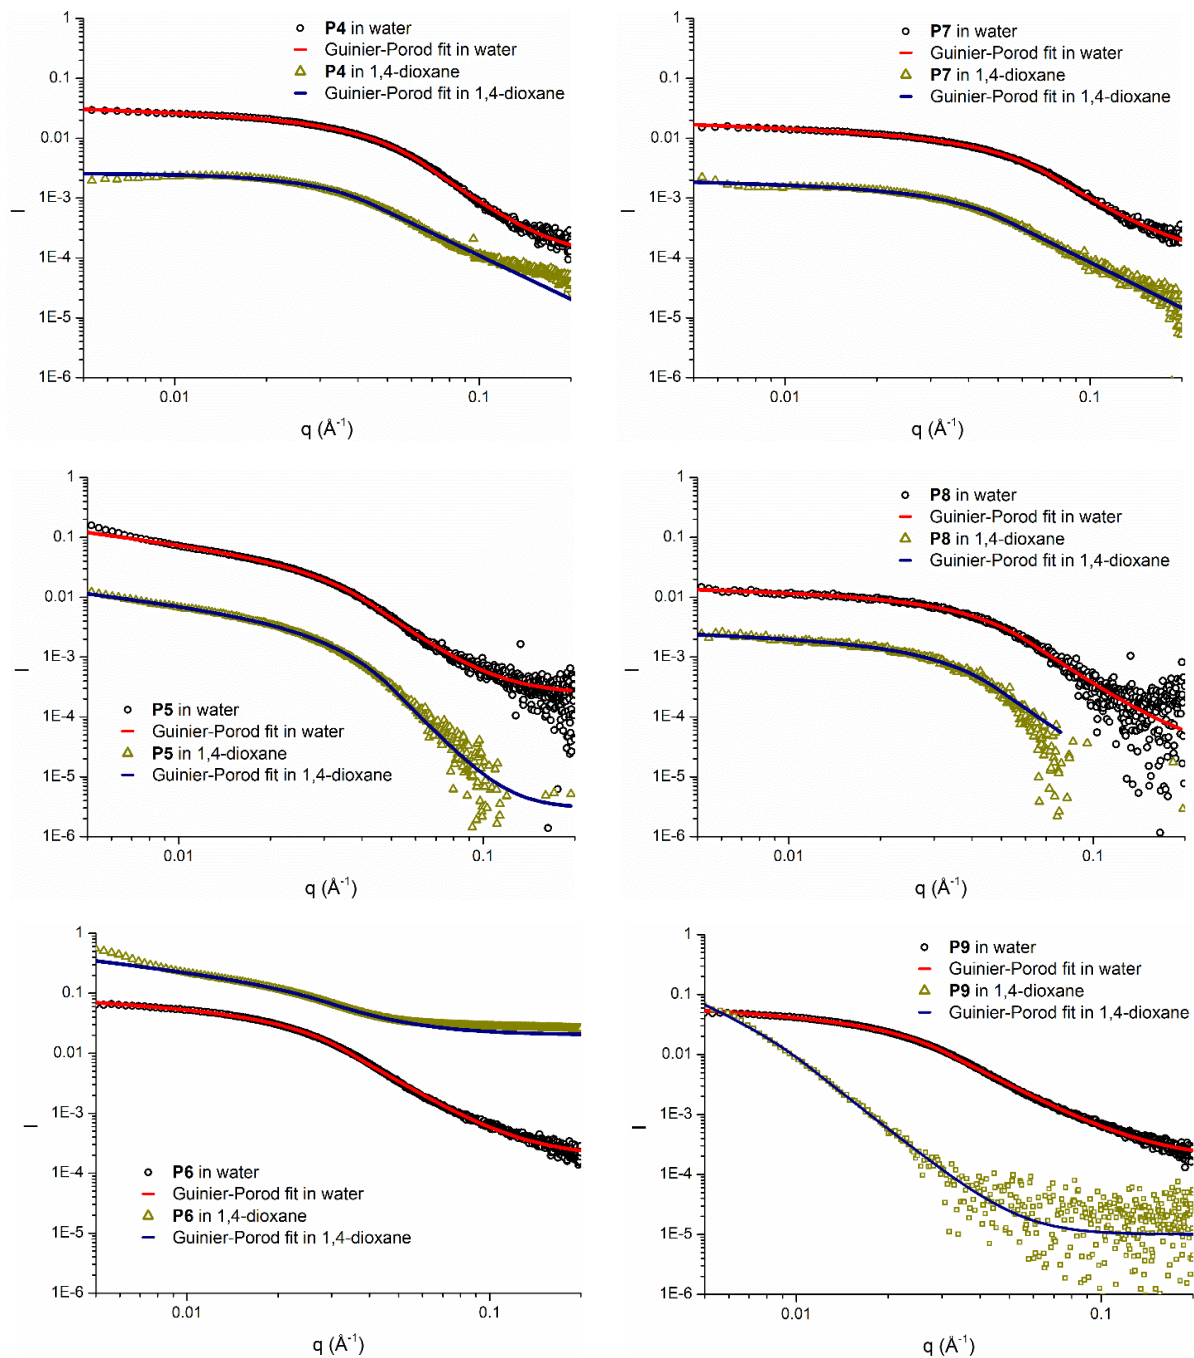 P4 in water
Guinier-Porod fit in water
P4 in 1,4-dioxane
Guinier-Porod fit in 1,4-dioxane
1
0.1
0.01
1E-3
1E-4
1E-5
1E-6
I
0.01
0.1
q (Å⁻¹)
P7 in water
Guinier-Porod fit in water
P7 in 1,4-dioxane
Guinier-Porod fit in 1,4-dioxane
1
0.1
0.01
1E-3
1E-4
1E-5
1E-6
I
0.01
0.1
q (Å⁻¹)
1
0.1
0.01
1E-3
1E-4
1E-5
1E-6
I
P5 in water
Guinier-Porod fit in water
P5 in 1,4-dioxane
Guinier-Porod fit in 1,4-dioxane
0.01
0.1
q (Å⁻¹)
P8 in water
Guinier-Porod fit in water
P8 in 1,4-dioxane
Guinier-Porod fit in 1,4-dioxane
1
0.1
0.01
1E-3
1E-4
1E-5
1E-6
I
0.01
0.1
q (Å⁻¹)
1
0.1
0.01
1E-3
1E-4
1E-5
1E-6
I
P6 in water
Guinier-Porod fit in water
P6 in 1,4-dioxane
Guinier-Porod fit in 1,4-dioxane
0.01
0.1
q (Å⁻¹)
P9 in water
Guinier-Porod fit in water
P9 in 1,4-dioxane
Guinier-Porod fit in 1,4-dioxane
1
0.1
0.01
1E-3
1E-4
1E-5
1E-6
I
0.01
0.1
q (Å⁻¹)